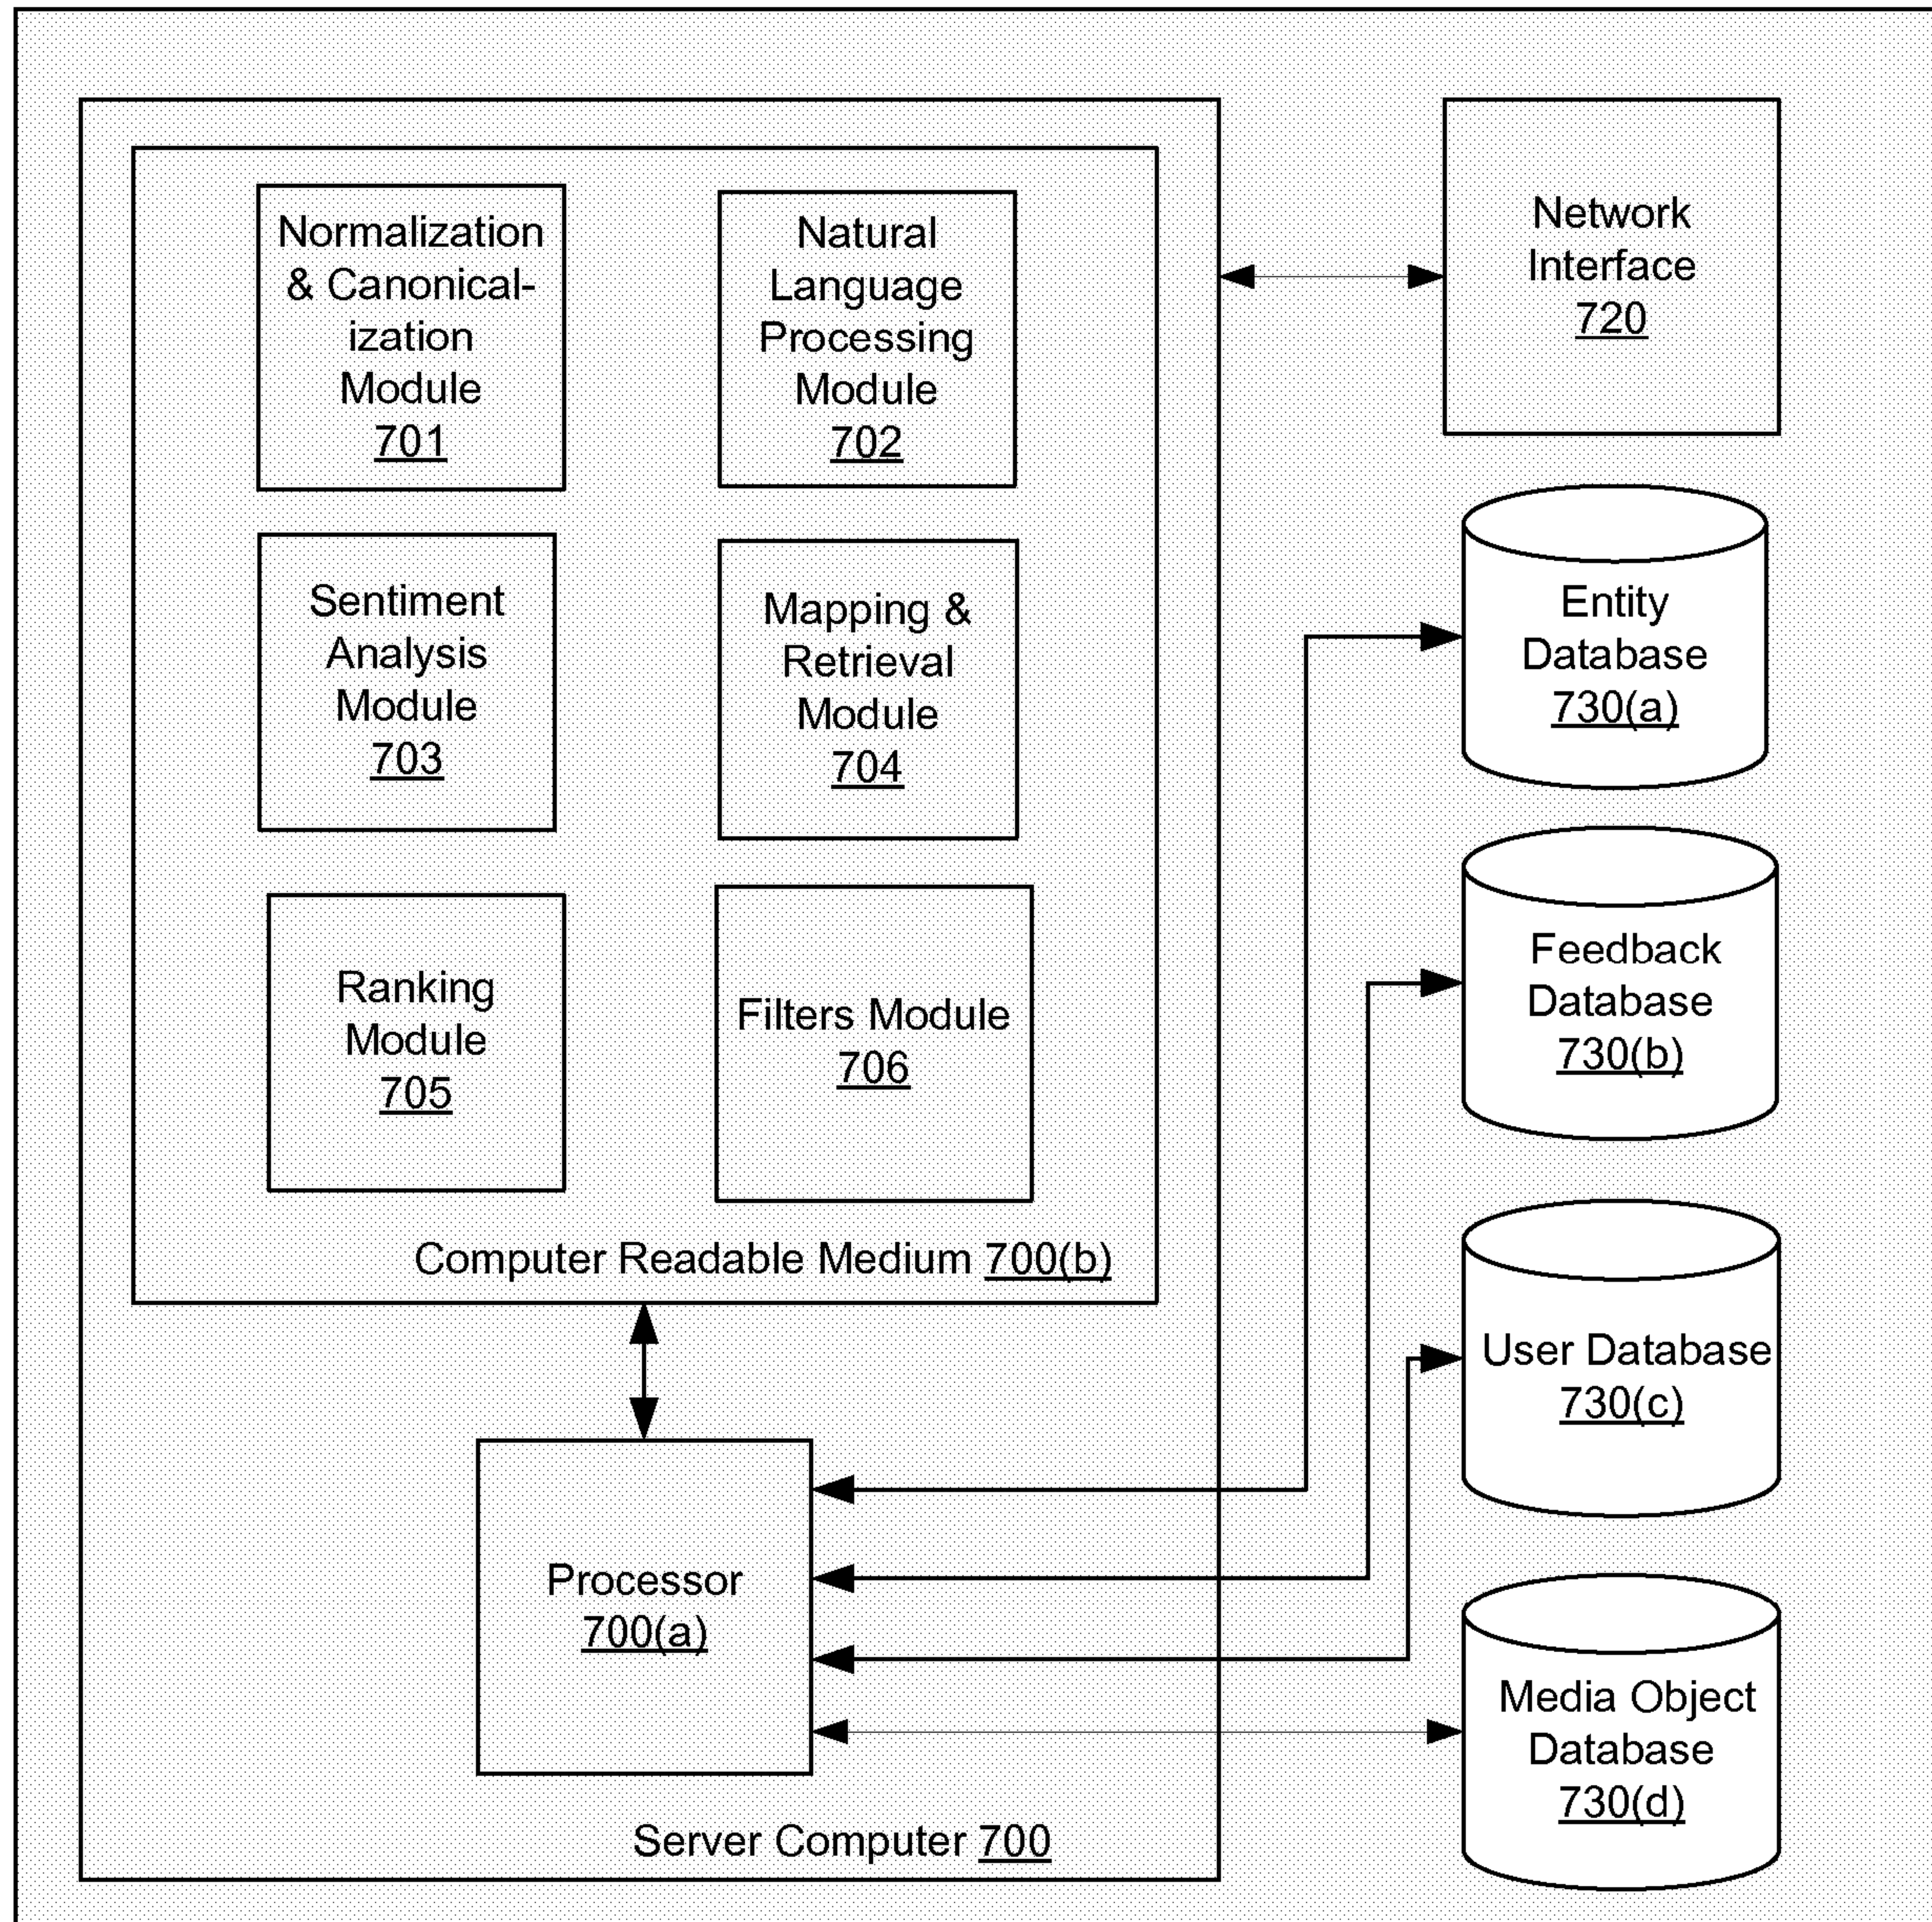 Normalization
& Canonical-
ization
Module
701
Natural
Language
Processing
Module
702
Sentiment
Analysis
Module
703
Mapping &
Retrieval
Module
704
Ranking
Module
705
Filters Module
706
Computer Readable Medium 700(b)
Processor
700(a)
Server Computer 700
Network
Interface
720
Entity
Database
730(a)
Feedback
Database
730(b)
User Database
730(c)
Media Object
Database
730(d)